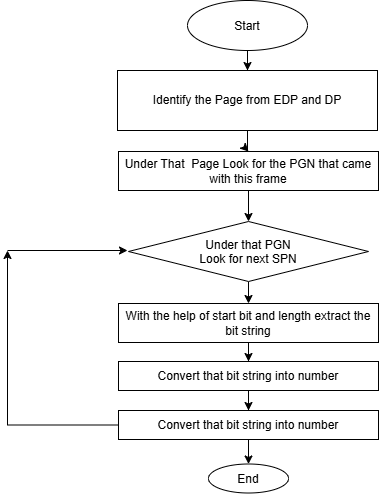 Start
Identify the Page from EDP and DP
Under That  Page Look for the PGN that came
with this frame
Under that PGN
Look for next SPN
With the help of start bit and length extract the
bit string
Convert that bit string into number
Convert that bit string into number
End